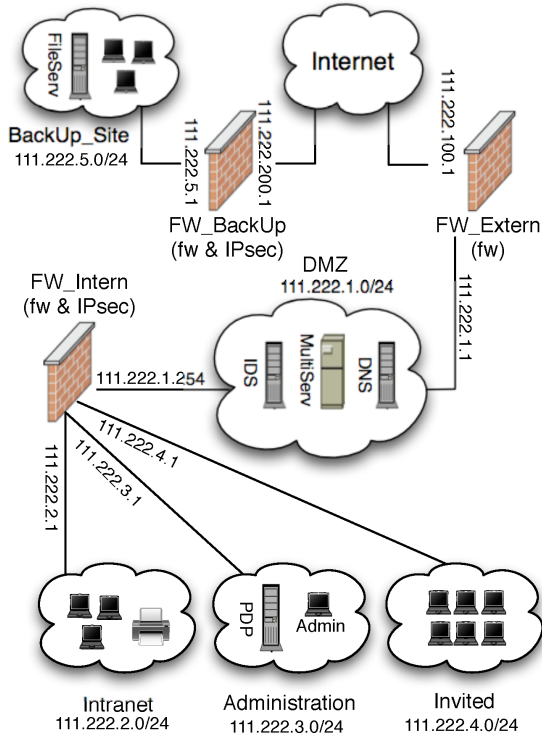 FileServ
BackUp_Site
111.222.5.0/24
Internet
111.222.5.1
111.222.200.1
111.222.100.1
FW_BackUp
(fw & IPsec)
FW_Extern
(fw)
FW_Intern
(fw & IPsec)
DMZ
111.222.1.0/24
111.222.1.1
IDS
MultiServ
DNS
111.222.1.254
111.222.4.1
111.222.3.1
111.222.2.1
PDP
Admin
Intranet
111.222.2.0/24
Administration
111.222.3.0/24
Invited
111.222.4.0/24